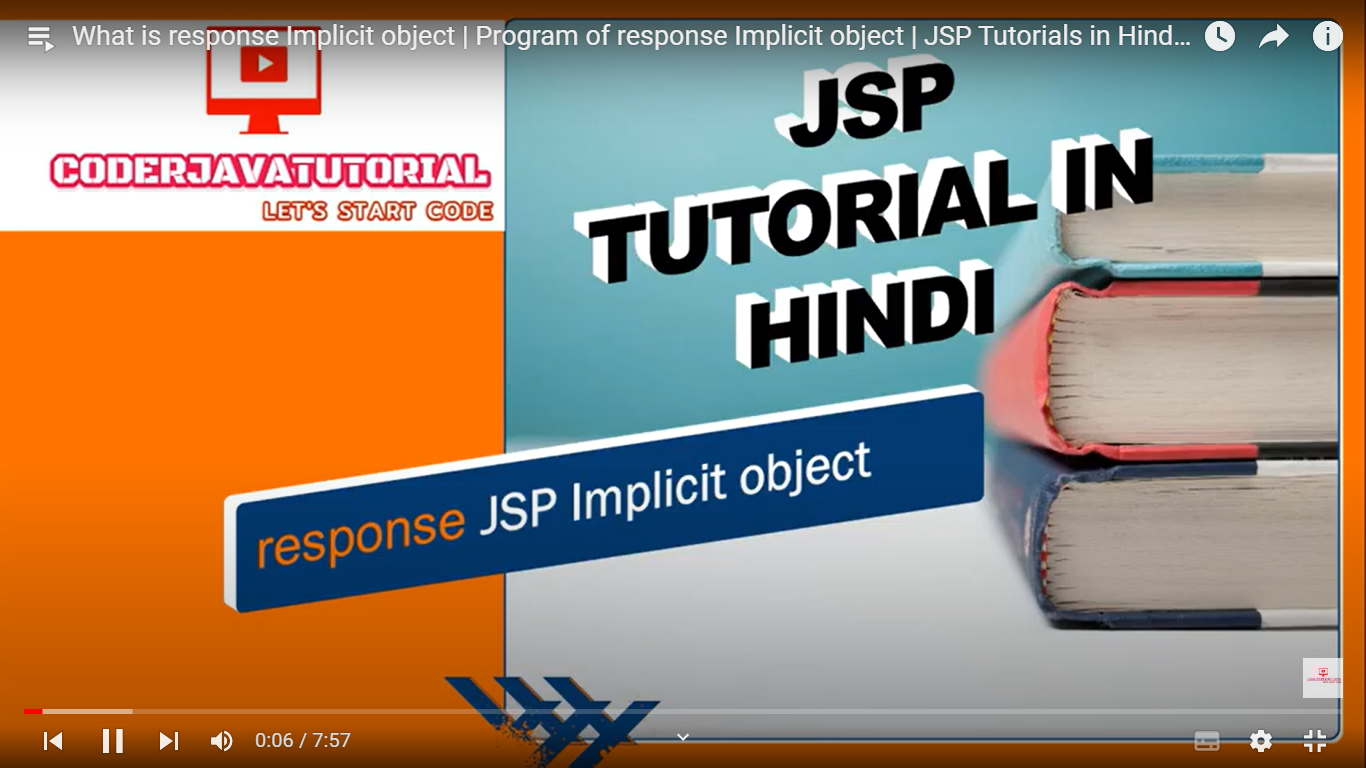 What is response Implicit object | Program of response Implicit object | JSP Tutorials in Hind...
CODERJAVATUTORIAL
LET'S START CODE
JSP
TUTORIAL IN
HINDI
response JSP Implicit object
0:06 / 7:57